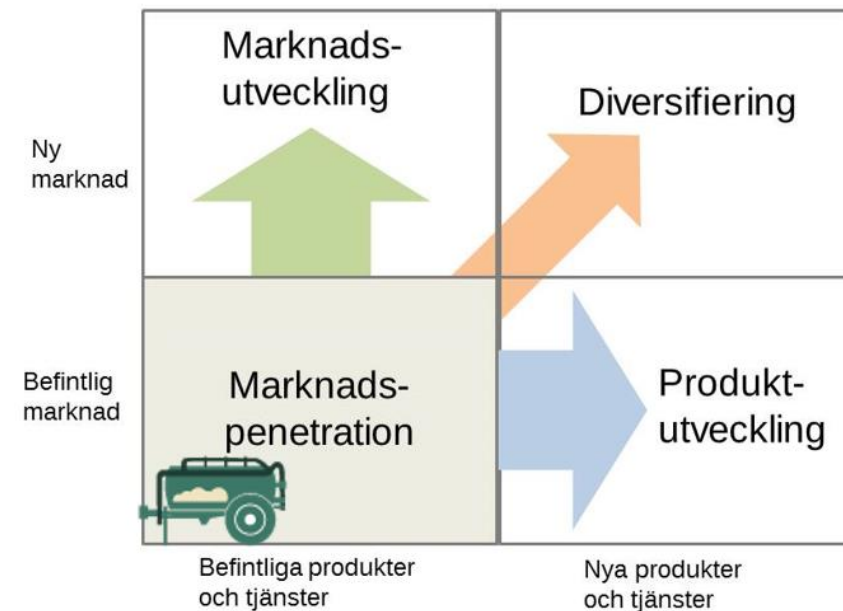 Marknads-
utveckling
Diversifiering
Ny
marknad
Befintlig
marknad
Marknads-
penetration
Produkt-
utveckling
Befintliga produkter
och tjänster
Nya produkter
och tjänster